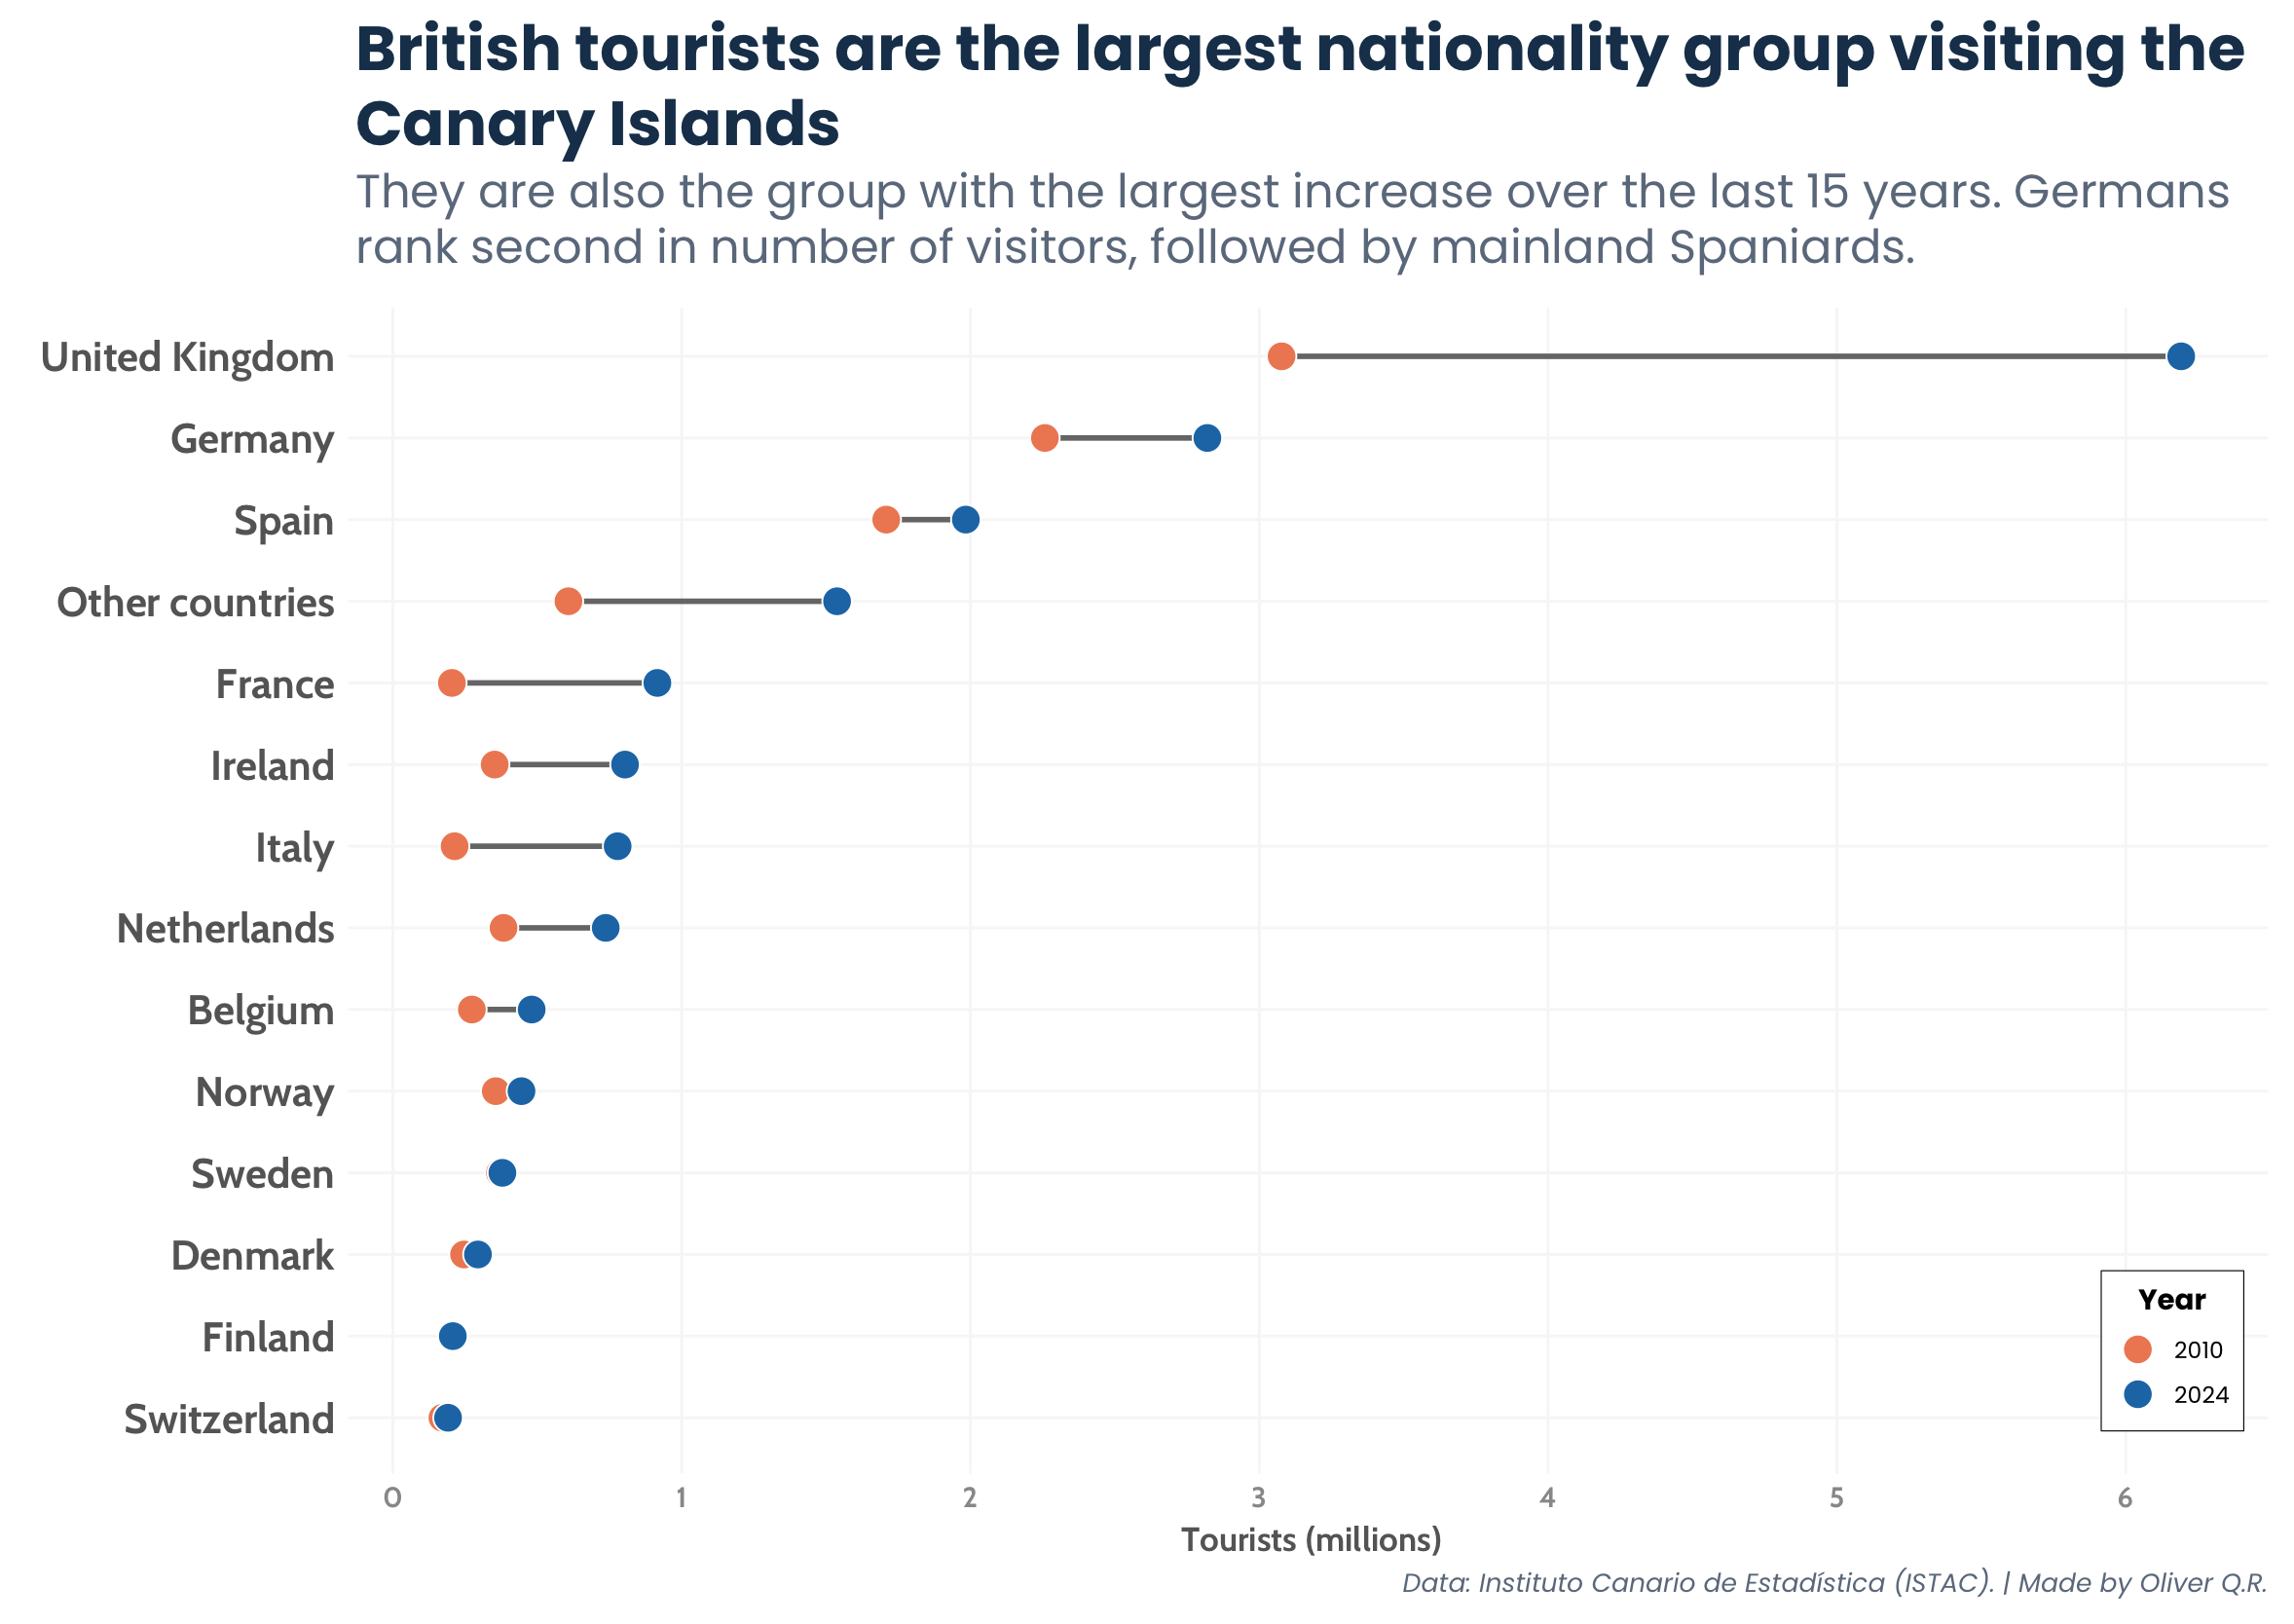 British tourists are the largest nationality group visiting the
Canary Islands
They are also the group with the largest increase over the last 15 years. Germans
rank second in number of visitors, followed by mainland Spaniards.
United Kingdom
Germany
Spain
Other countries
France
Ireland
Italy
Netherlands
Belgium
Norway
Sweden
Denmark
Finland
Switzerland
Year
2010
2024
0 1 2 3 4 5 6
Tourists (millions)
Data: Instituto Canario de Estadística (ISTAC). | Made by Oliver Q.R.